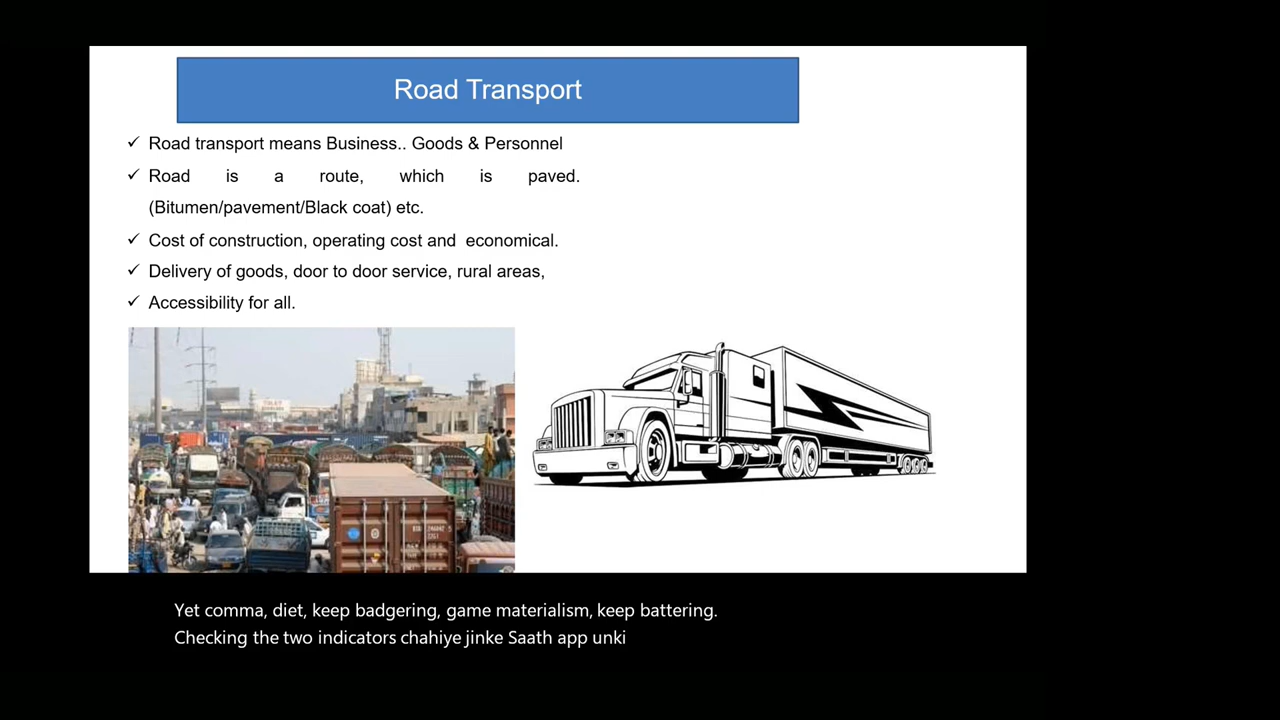 Road Transport
Road transport means Business.. Goods & Personnel
Road is a route, which is paved.
(Bitumen/pavement/Black coat) etc.
Cost of construction, operating cost and economical.
Delivery of goods, door to door service, rural areas,
Accessibility for all.
Yet comma, diet, keep badgering, game materialism, keep battering.
Checking the two indicators chahiye jinke Saath app unki